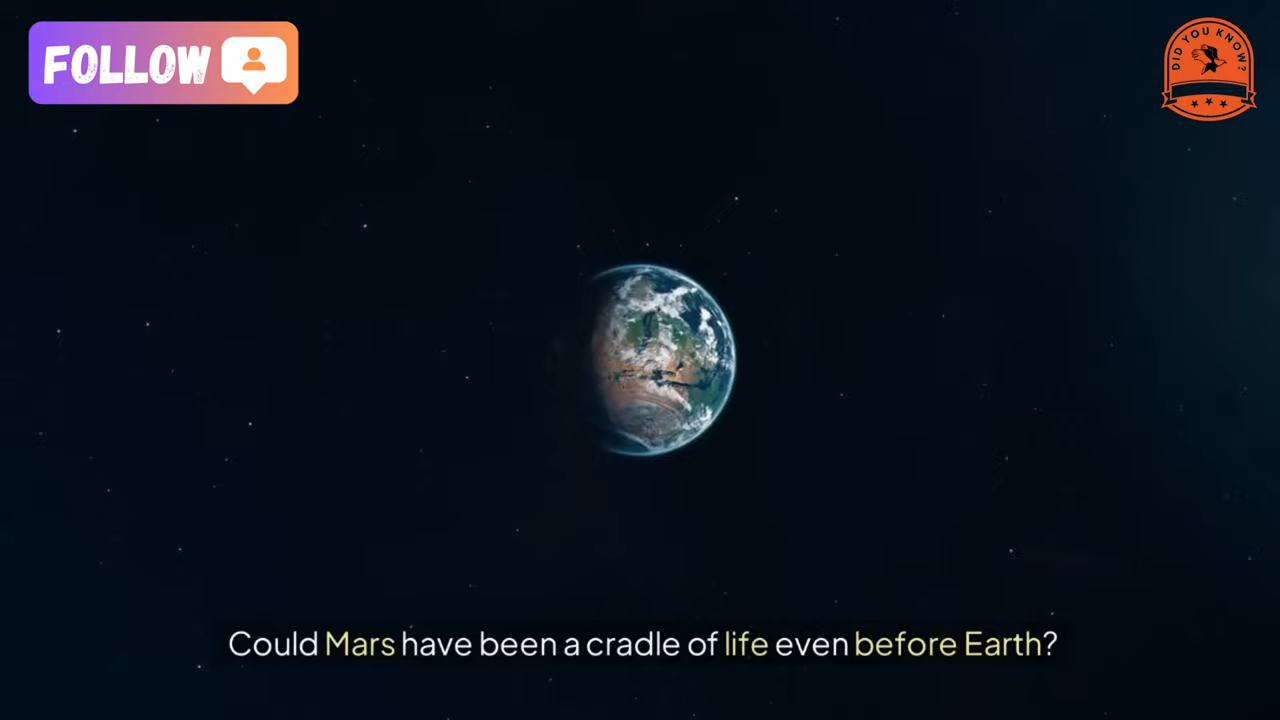 FOLLOW
DID YOU KNOW?
Could Mars have been a cradle of life even before Earth?